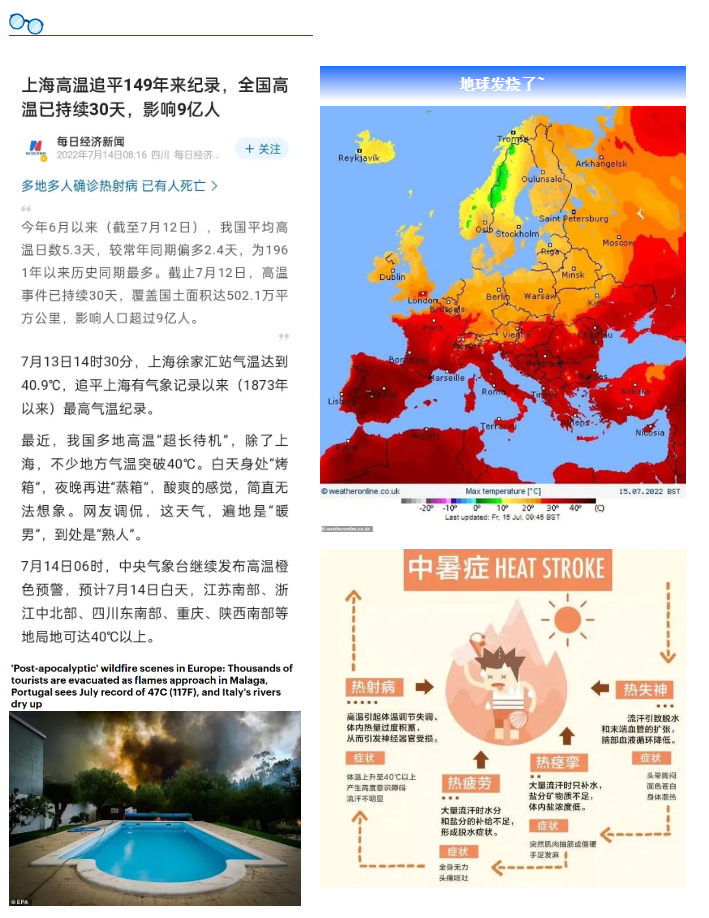 上海高温追平149年来纪录，全国高
温已持续30天，影响9亿人
每日经济新闻
2022年7月14日08:16 四川 每日经济...
+ 关注
多地多人确诊热射病 已有人死亡 >
今年6月以来（截至7月12日），我国平均高
温日数5.3天，较常年同期偏多2.4天，为196
1年以来历史同期最多。截止7月12日，高温
事件已持续30天，覆盖国土面积达502.1万平
方公里，影响人口超过9亿人。
7月13日14时30分，上海徐家汇站气温达到
40.9℃，追平上海有气象记录以来（1873年
以来）最高气温纪录。
最近，我国多地高温“超长待机”，除了上
海，不少地方气温突破40℃。白天身处“烤
箱”，夜晚再进“蒸箱”，酸爽的感觉，简直无
法想象。网友调侃，这天气，遍地是“暖
男”，到处是“熟人”。
7月14日06时，中央气象台继续发布高温橙
色预警，预计7月14日白天，江苏南部、浙
江中北部、四川东南部、重庆、陕西南部等
地局地可达40℃以上。
'Post-apocalyptic' wildfire scenes in Europe: Thousands of
tourists are evacuated as flames approach in Malaga,
Portugal sees July record of 47C (117F), and Italy's rivers
dry up
© EPA
地球发烧了~
Tromsø
Reykjavik
Arkhangelsk
Oulunsalo
Saint Petersburg
Oslo
Stockholm
Moscow
Riga
Dublin
Minsk
London
Berlin
Warsaw
Brussels
Kiev
Paris
Vienna
Bordeaux
Marseille
Rome
Ankara
Athens
Nicosia
Algiers
© weatheronline.co.uk
Max temperature [°C]
15.07.2022 BST
-20° -10° 0° 10° 20° 30° 40° (C)
Last updated: Fr, 15 Jul, 09:45 BST
© weatheronline.co.uk
中暑症 HEAT STROKE
热射病
高温引起体温调节失调、
体内热量过度积蓄，
从而引发神经器官受损。
症状
体温上升至40℃以上
产生高度意识障碍
流汗不明显
热疲劳
大量流汗时水分
和盐分的补给不足，
形成脱水症状。
症状
全身无力
头痛呕吐
热痉挛
大量流汗时只补水，
盐分矿物质不足，
体内盐浓度低。
症状
突然肌肉抽筋或僵硬
手足发麻
热失神
流汗引致脱水
和末端血管的扩张，
脑部血液循环降低。
症状
头晕胸闷
面色苍白
身体湿热